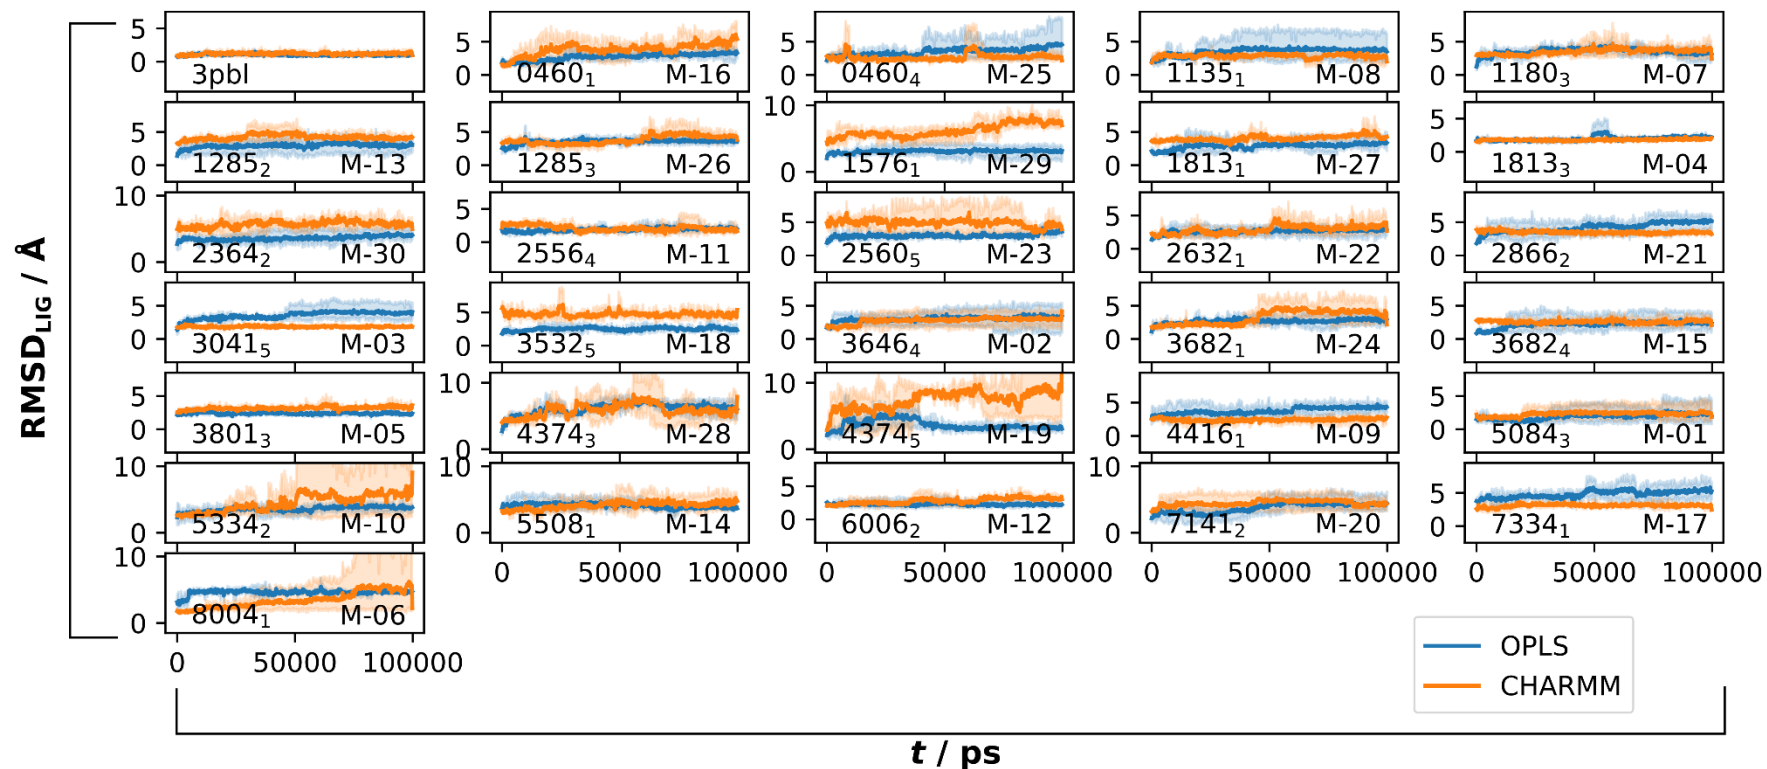 RMSD_LIG / Å
5
0
3pbl
5
0
0460₁ M-16
5
0
0460₄ M-25
5
0
1135₁ M-08
5
0
1180₃ M-07
5
0
1285₂ M-13
5
0
1285₃ M-26
10
0
1576₁ M-29
5
0
1813₁ M-27
5
0
1813₃ M-04
10
0
2364₂ M-30
5
0
2556₄ M-11
5
0
2560₅ M-23
5
0
2632₁ M-22
5
0
2866₂ M-21
5
0
3041₅ M-03
5
0
3532₅ M-18
5
0
3646₄ M-02
5
0
3682₁ M-24
5
0
3682₄ M-15
5
0
3801₃ M-05
10
0
4374₃ M-28
10
0
4374₅ M-19
5
0
4416₁ M-09
5
0
5084₃ M-01
10
0
5334₂ M-10
10
0
5508₁ M-14
5
0
6006₂ M-12
10
0
7141₂ M-20
5
0
7334₁ M-17
0 50000 100000
0 50000 100000
0 50000 100000
0 50000 100000
10
0
8004₁ M-06
0 50000 100000
OPLS
CHARMM
t / ps